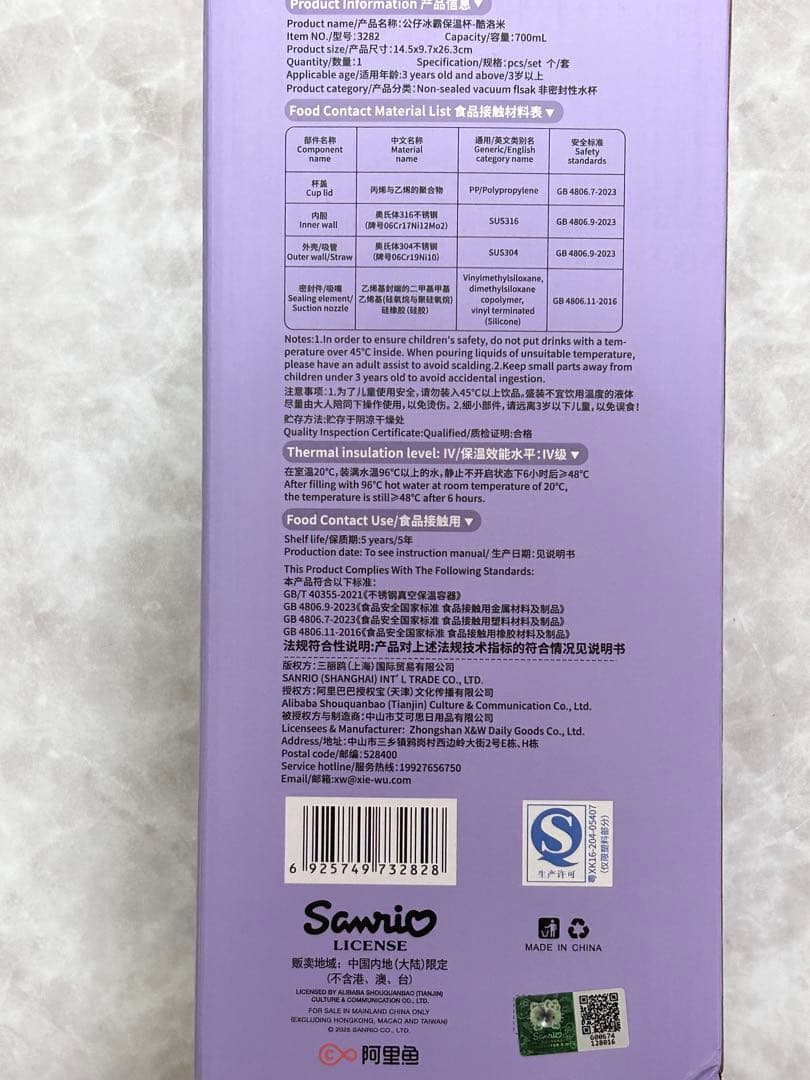 Product Information 产品信息▼
Product name/产品名称:公仔冰霸保温杯-酷洛米
Item NO./型号:3282 Capacity/容量:700mL
Product size/产品尺寸:14.5x9.7x26.3cm
Quantity/数量:1 Specification/规格:pcs/set 个/套
Applicable age/适用年龄:3 years old and above/3岁以上
Product category/产品分类:Non-sealed vacuum flsak 非密封性水杯
Food Contact Material List 食品接触材料表▼
部件名称 中文名称 通用/英文类别名 安全标准
Component name Material name Generic/English category name Safety standards
杯盖 Cup lid 丙烯与乙烯的聚合物 PP/Polypropylene GB 4806.7-2023
内胆 Inner wall 奥氏体316不锈钢 (牌号06Cr17Ni12Mo2) SUS316 GB 4806.9-2023
外壳/吸管 Outer wall/Straw 奥氏体304不锈钢 (牌号06Cr19Ni10) SUS304 GB 4806.9-2023
密封件/吸嘴 Sealing element/ Suction nozzle 乙烯基封端的二甲基甲基乙烯基(硅氧烷与聚硅氧烷) 硅橡胶(硅胶) Vinylmethylsiloxane, dimethylsiloxane copolymer, vinyl terminated (Silicone) GB 4806.11-2016
Notes:1.In order to ensure children's safety, do not put drinks with a tem-
perature over 45℃ inside. When pouring liquids of unsuitable temperature,
please have an adult assist to avoid scalding.2.Keep small parts away from
children under 3 years old to avoid accidental ingestion.
注意事项:1.为了儿童使用安全,请勿装入45℃以上饮品。盛装不宜饮用温度的液体
尽量由大人陪同下操作使用,以免烫伤。2.细小部件,请远离3岁以下儿童,以免误食!
贮存方法:贮存于阴凉干燥处
Quality Inspection Certificate:Qualified/质检证明:合格
Thermal insulation level: IV/保温效能水平:IV级▼
在室温20℃,装满水温96℃以上的水,静止不开启状态下6小时后≥48℃
After filling with 96℃ hot water at room temperature of 20℃,
the temperature is still≥48℃ after 6 hours.
Food Contact Use/食品接触用▼
Shelf life/保质期:5 years/5年
Production date: To see instruction manual/ 生产日期:见说明书
This Product Complies With The Following Standards:
本产品符合以下标准:
GB/T 40355-2021《不锈钢真空保温容器》
GB 4806.9-2023《食品安全国家标准 食品接触用金属材料及制品》
GB 4806.7-2023《食品安全国家标准 食品接触用塑料材料及制品》
GB 4806.11-2016《食品安全国家标准 食品接触用橡胶材料及制品》
法规符合性说明:产品对上述法规技术指标的符合情况见说明书
版权方:三丽鸥(上海)国际贸易有限公司
SANRIO (SHANGHAI) INT' L TRADE CO., LTD.
授权方:阿里巴巴授权宝(天津)文化传播有限公司
Alibaba Shouquanbao (Tianjin) Culture & Communication Co., Ltd.
被授权方与制造商:中山市艾可思日用品有限公司
Licensees & Manufacturer: Zhongshan X&W Daily Goods Co., Ltd.
Address/地址:中山市三乡镇鸦岗村西边岭大街2号E栋、H栋
Postal code/邮编:528400
Service hotline/服务热线:19927656750
Email/邮箱:xw@xie-wu.com
6 925749 732828
生产许可
粤XK16-204-05407
(仅限塑料部分)
Sanrio
LICENSE
贩卖地域:中国内地(大陆)限定
(不含港、澳、台)
LICENSED BY ALIBABA SHOUQUANBAO (TIANJIN)
CULTURE & COMMUNICATION CO., LTD.
FOR SALE IN MAINLAND CHINA ONLY
(EXCLUDING HONGKONG, MACAO AND TAIWAN)
© 2025 SANRIO CO., LTD.
阿里鱼
MADE IN CHINA
Sanrio
G00674
128016